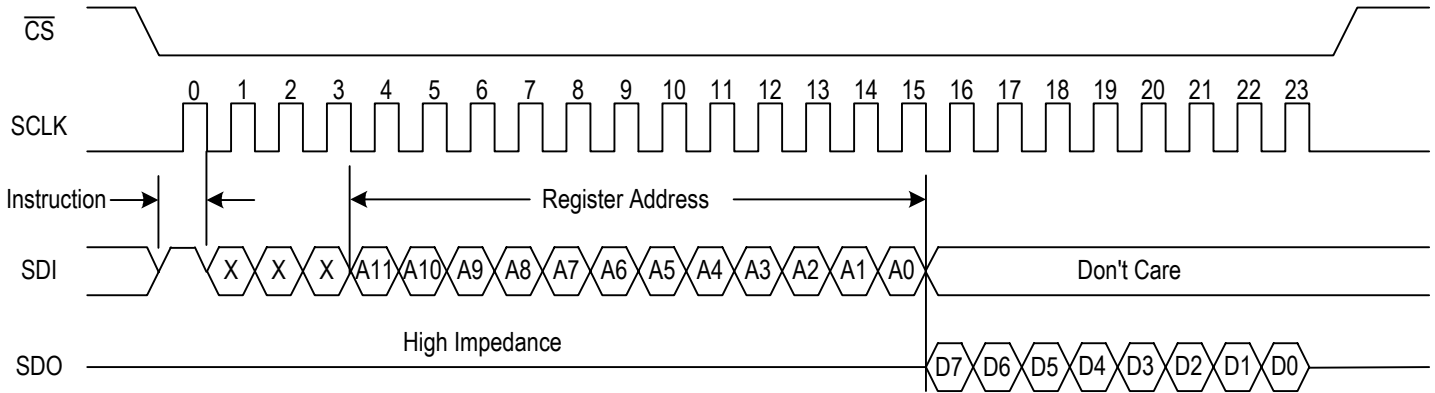 CS
0 1 2 3 4 5 6 7 8 9 10 11 12 13 14 15 16 17 18 19 20 21 22 23
SCLK
Instruction
Register Address
SDI
X X X A11 A10 A9 A8 A7 A6 A5 A4 A3 A2 A1 A0 Don't Care
High Impedance
SDO
D7 D6 D5 D4 D3 D2 D1 D0